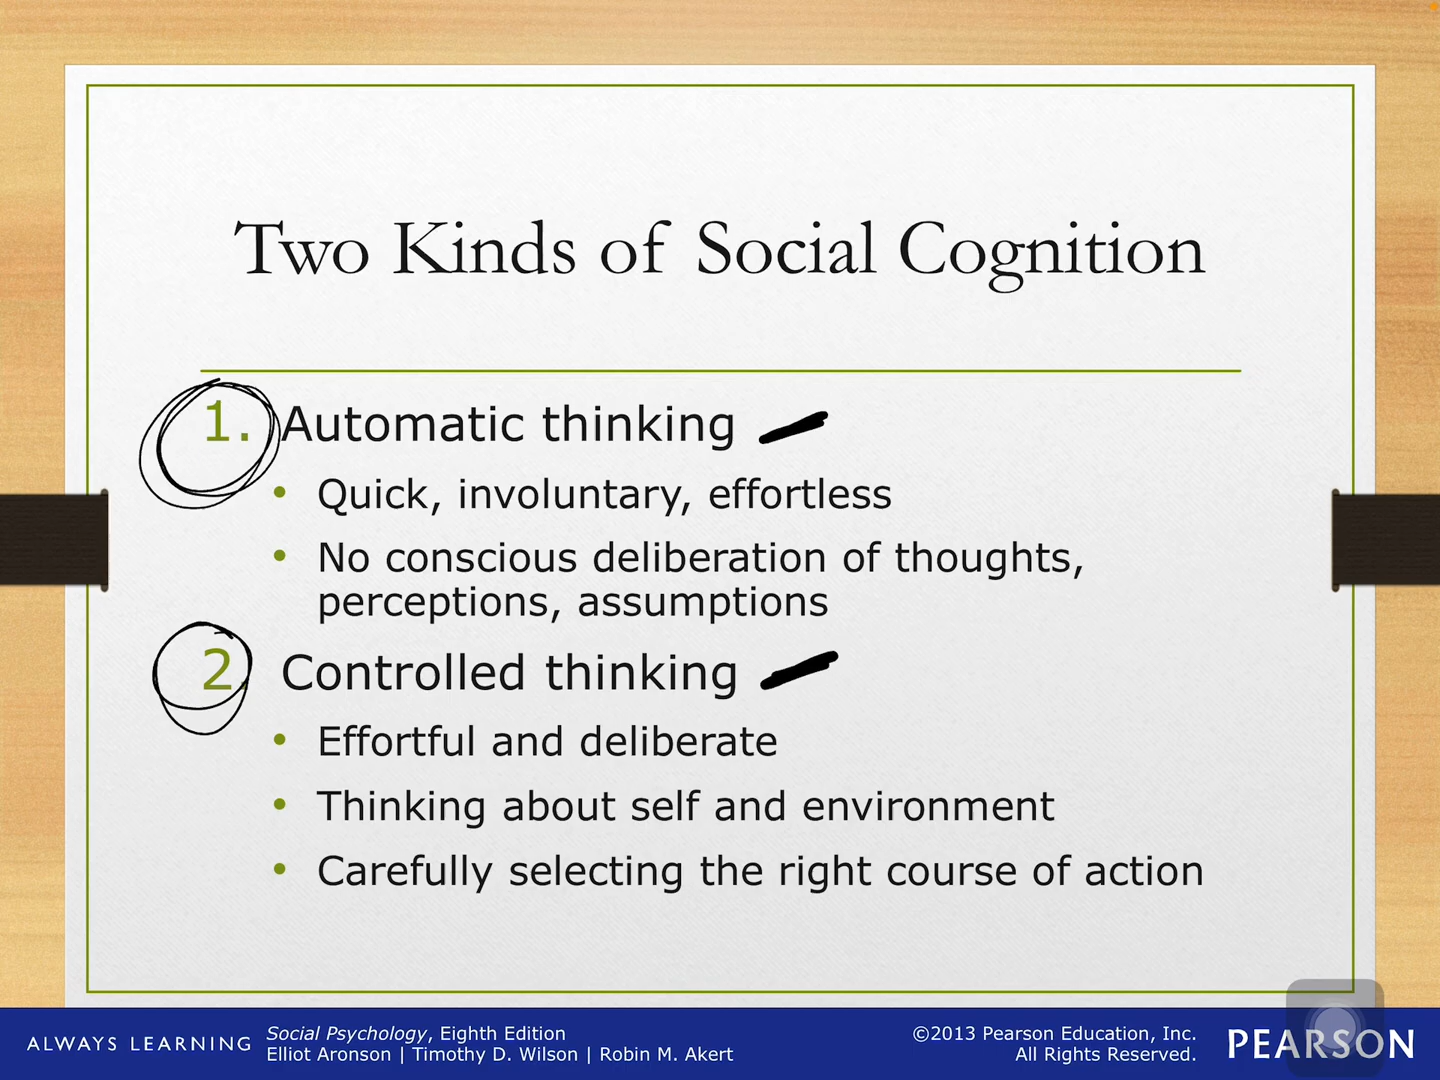 Two Kinds of Social Cognition
1. Automatic thinking
• Quick, involuntary, effortless
• No conscious deliberation of thoughts,
perceptions, assumptions
2. Controlled thinking
• Effortful and deliberate
• Thinking about self and environment
• Carefully selecting the right course of action
ALWAYS LEARNING
Social Psychology, Eighth Edition
Elliot Aronson | Timothy D. Wilson | Robin M. Akert
©2013 Pearson Education, Inc.
All Rights Reserved.
PEARSON